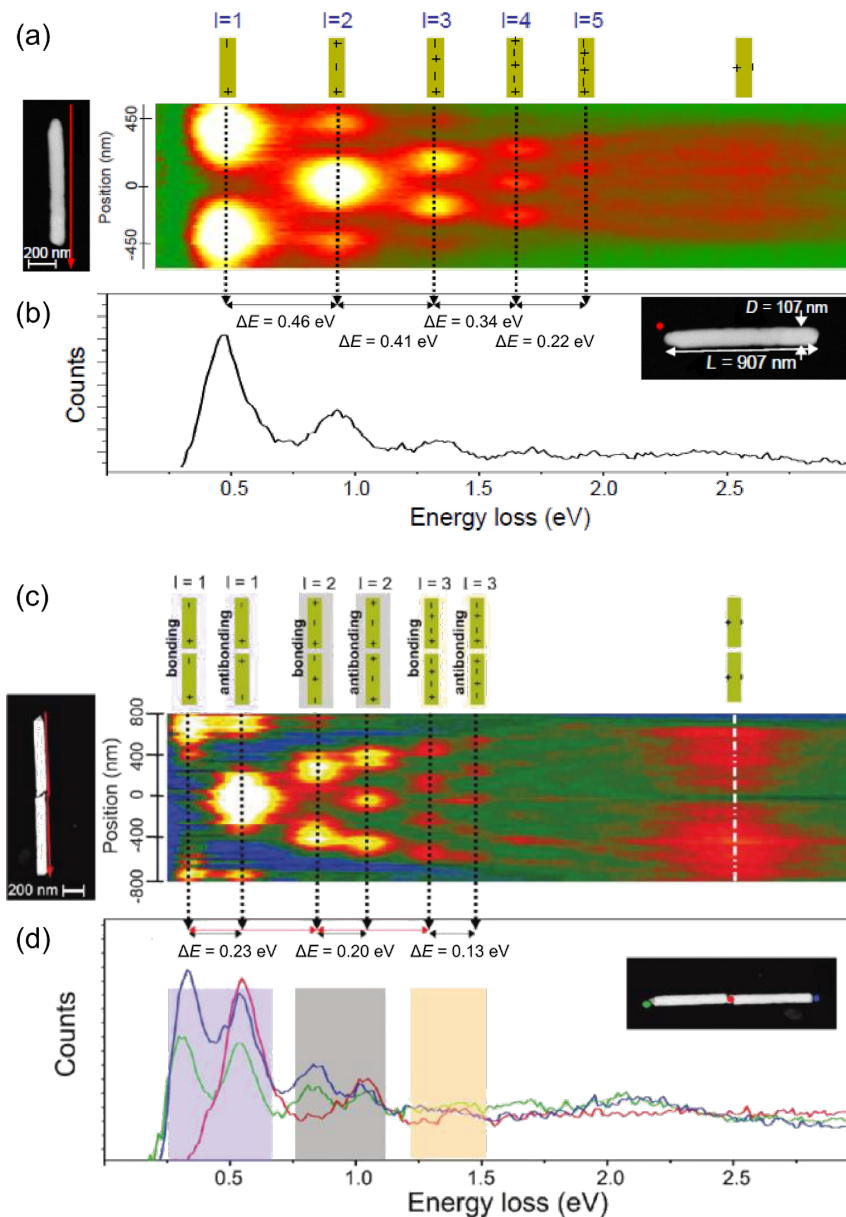 (a)
l=1 l=2 l=3 l=4 l=5
Position (nm)
450
0
-450
200 nm
(b)
ΔE = 0.46 eV
ΔE = 0.41 eV
ΔE = 0.34 eV
ΔE = 0.22 eV
D = 107 nm
L = 907 nm
Counts
0.5 1.0 1.5 2.0 2.5
Energy loss (eV)
(c)
l = 1 l = 1 l = 2 l = 2 l = 3 l = 3
bonding antibonding bonding antibonding bonding antibonding
Position (nm)
800
400
0
-400
-800
200 nm
(d)
ΔE = 0.23 eV ΔE = 0.20 eV ΔE = 0.13 eV
Counts
0.5 1.0 1.5 2.0 2.5
Energy loss (eV)